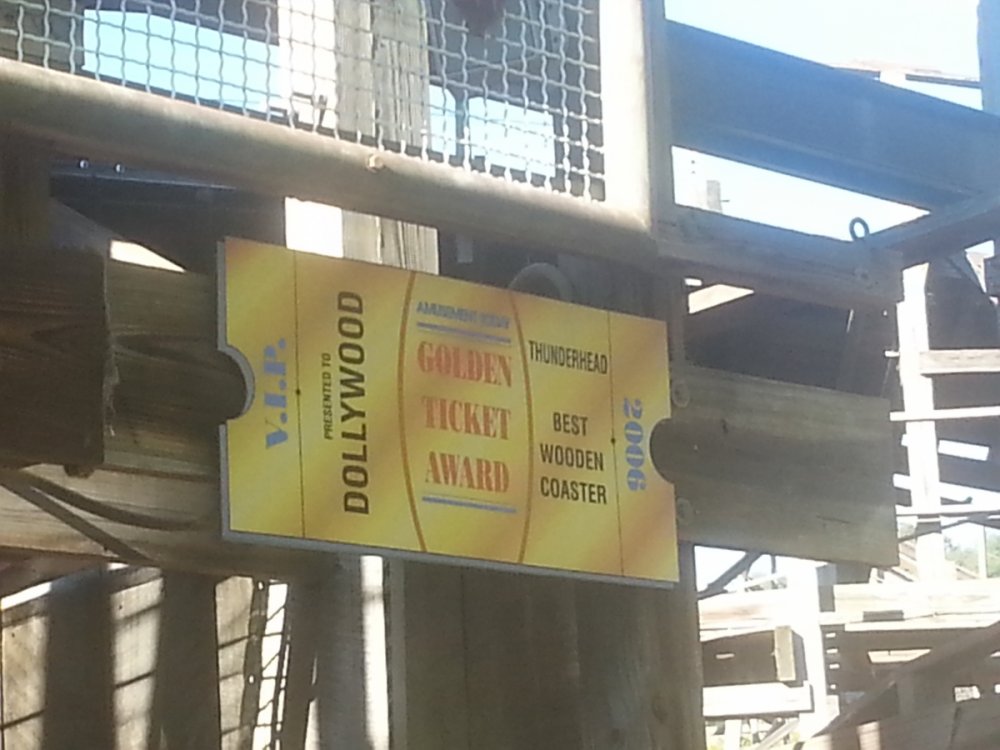 V.I.P.
PRESENTED TO
DOLLYWOOD
AMUSEMENT TODAY
GOLDEN
TICKET
AWARD
THUNDERHEAD
BEST
WOODEN
COASTER
2006